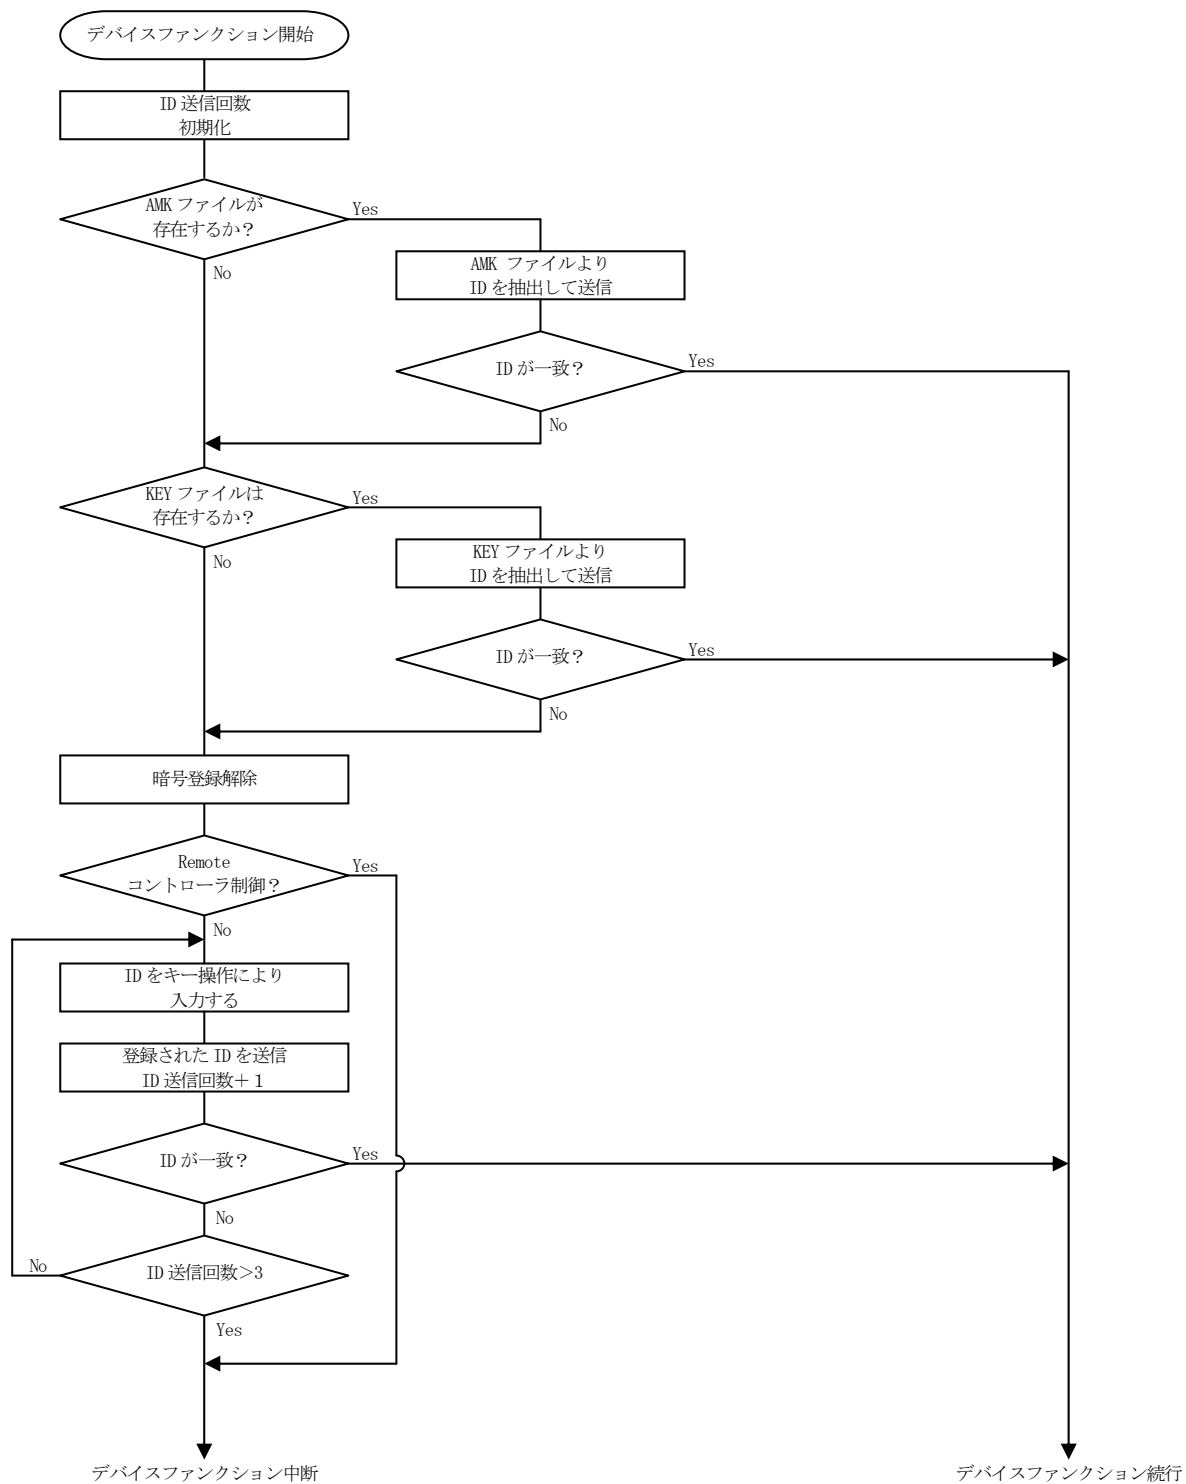 デバイスファンクション開始
ID 送信回数
初期化
AMK ファイルが
存在するか？
Yes
No
AMK ファイルより
ID を抽出して送信
ID が一致？
Yes
No
KEY ファイルは
存在するか？
Yes
No
KEY ファイルより
ID を抽出して送信
ID が一致？
Yes
No
暗号登録解除
Remote
コントローラ制御？
Yes
No
ID をキー操作により
入力する
登録された ID を送信
ID 送信回数＋１
ID が一致？
Yes
No
ID 送信回数＞3
No
Yes
デバイスファンクション中断
デバイスファンクション続行